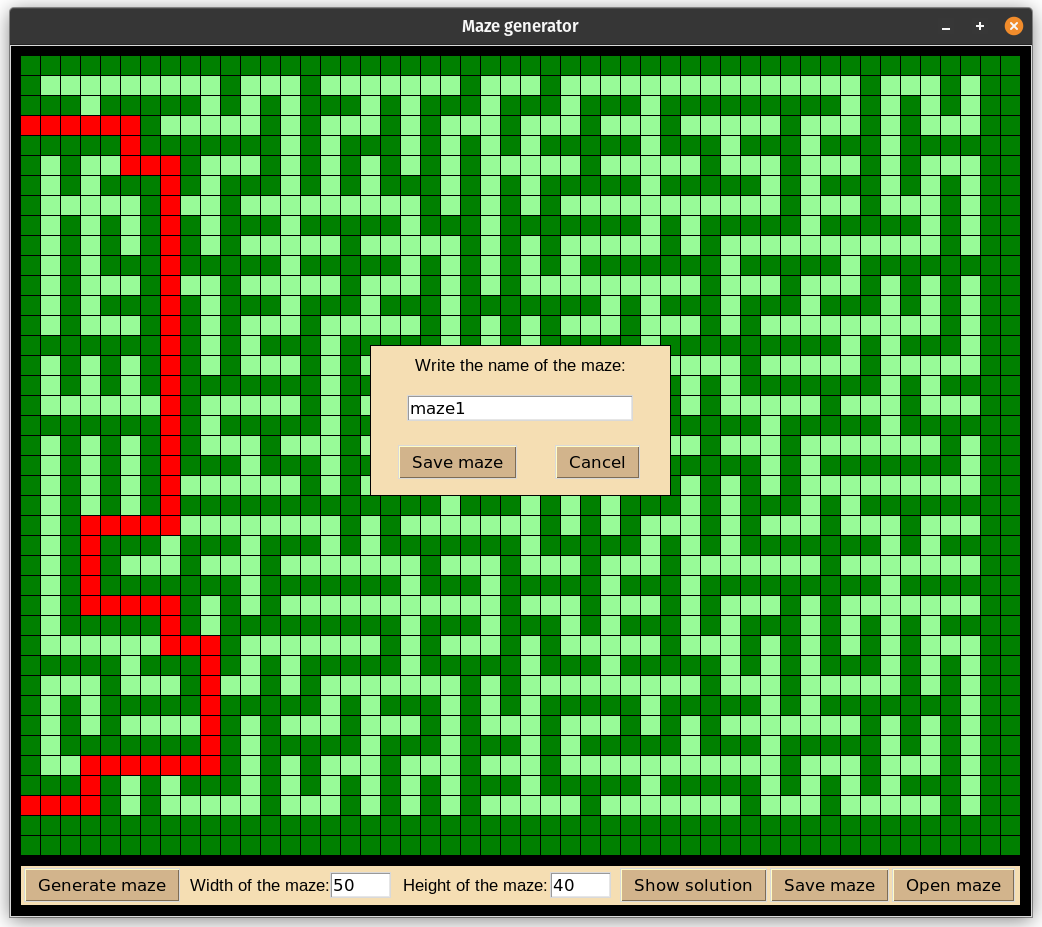 Maze generator
Write the name of the maze:
maze1
Save maze Cancel
Generate maze Width of the maze: 50 Height of the maze: 40 Show solution Save maze Open maze